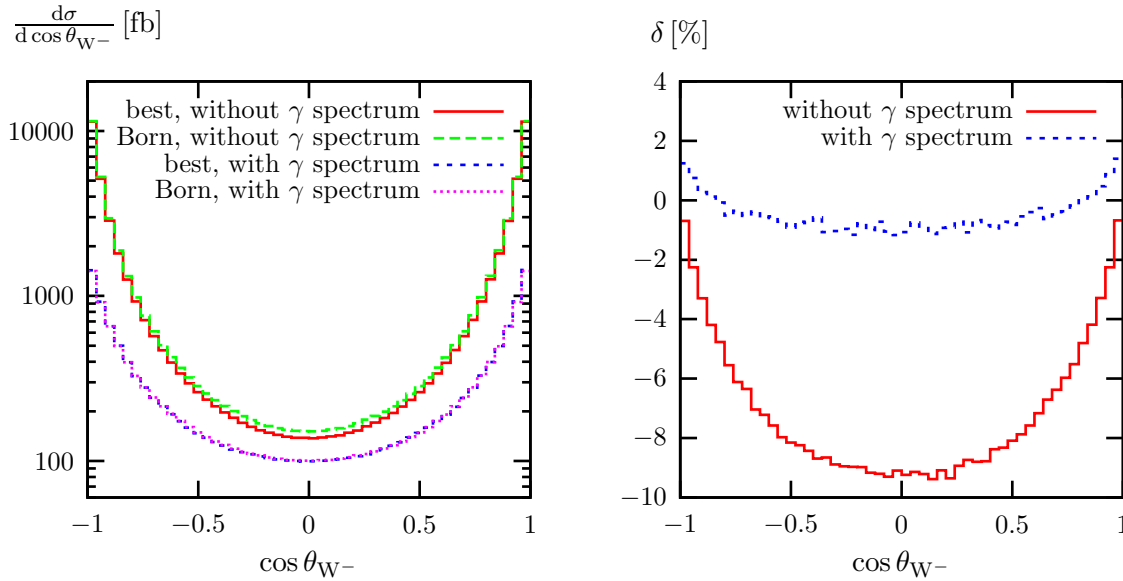 dσ
d cos θ_W− [fb]
best, without γ spectrum
Born, without γ spectrum
best, with γ spectrum
Born, with γ spectrum
10000
1000
100
−1 −0.5 0 0.5 1
cos θ_W−
δ [%]
without γ spectrum
with γ spectrum
4
2
0
−2
−4
−6
−8
−10
−1 −0.5 0 0.5 1
cos θ_W−